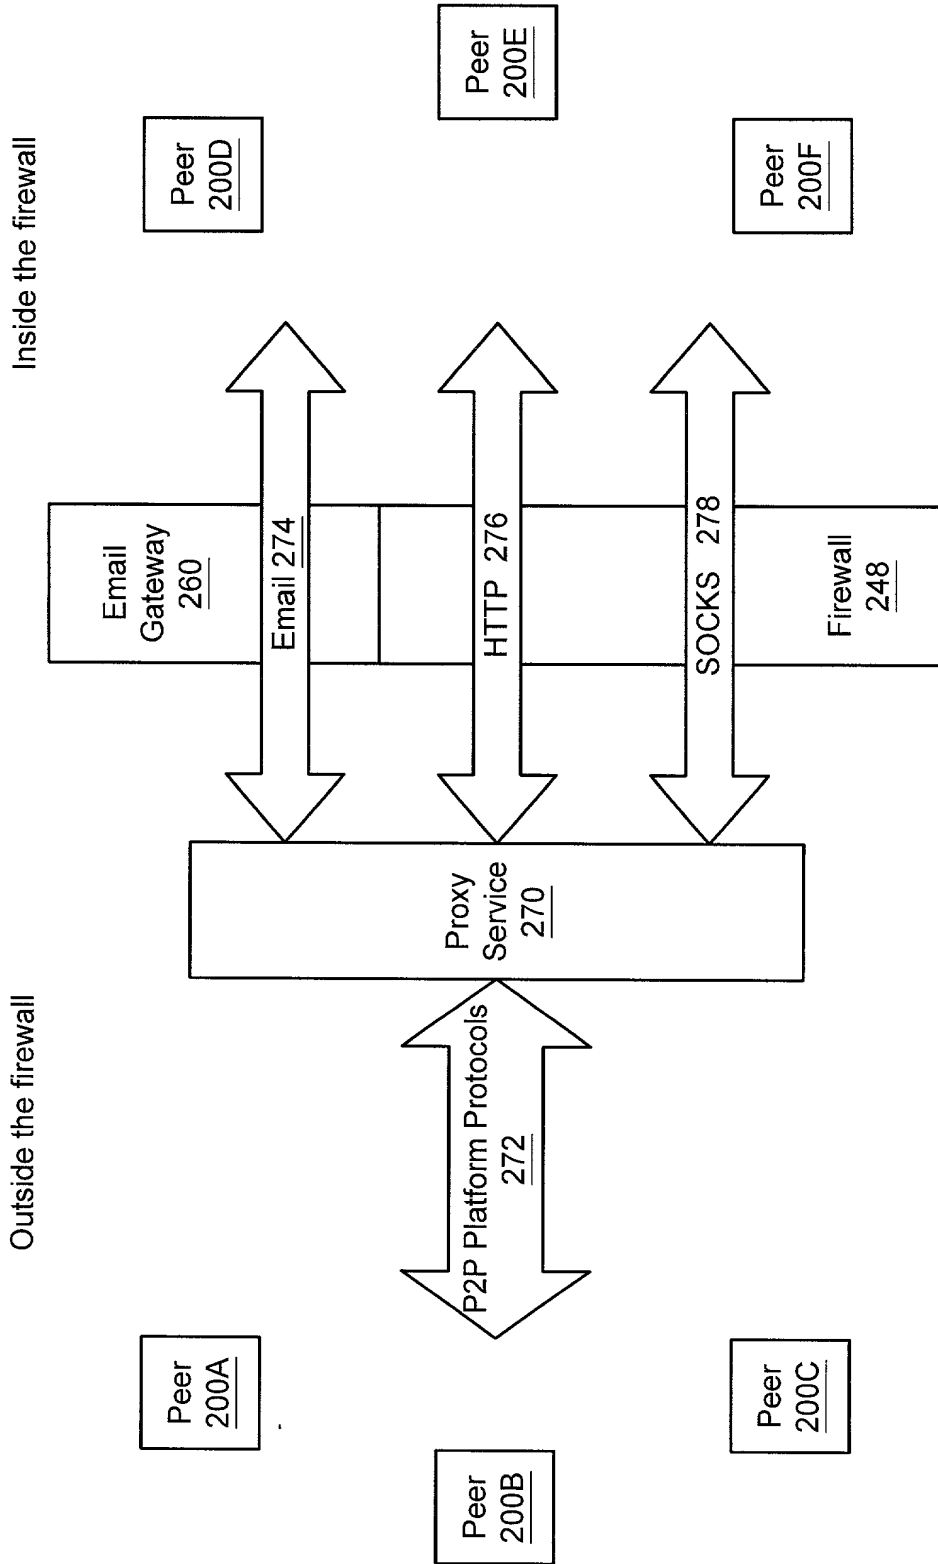 Outside the firewall
Inside the firewall
Peer
200A
Peer
200B
Peer
200C
P2P Platform Protocols
272
Proxy
Service
270
Email
Gateway
260
Email 274
HTTP 276
SOCKS 278
Firewall
248
Peer
200D
Peer
200E
Peer
200F